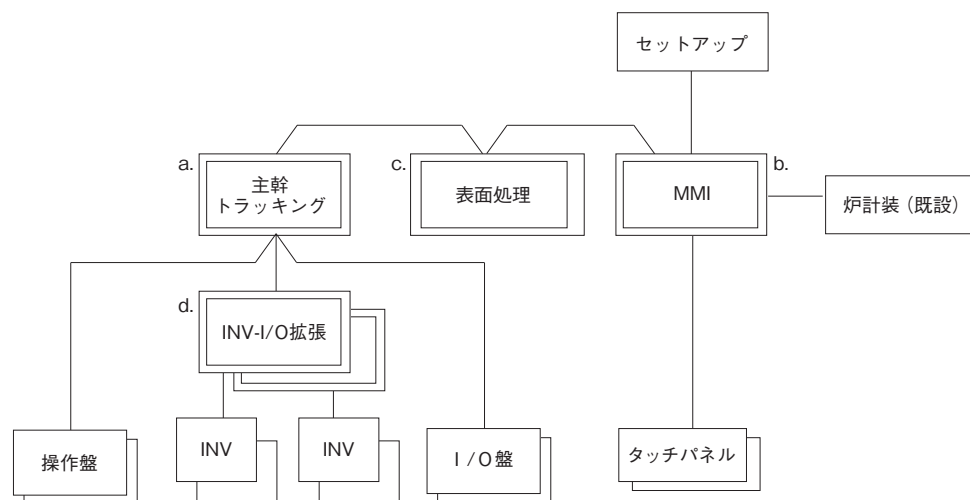 セットアップ
a.
主幹
トラッキング
c.
表面処理
MMI
b.
炉計装（既設）
d.
INV-I/O拡張
操作盤
INV
INV
I/O盤
タッチパネル